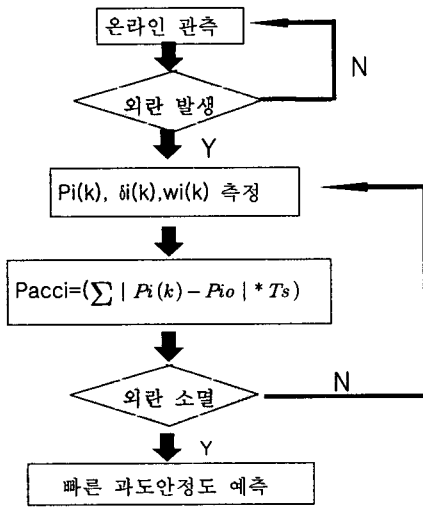 온라인 관측
N
외란 발생
Y
Pi(k), δi(k),wi(k) 측정
Pacci=(∑ | Pi(k) − Pio | * Ts)
외란 소멸
N
Y
빠른 과도안정도 예측